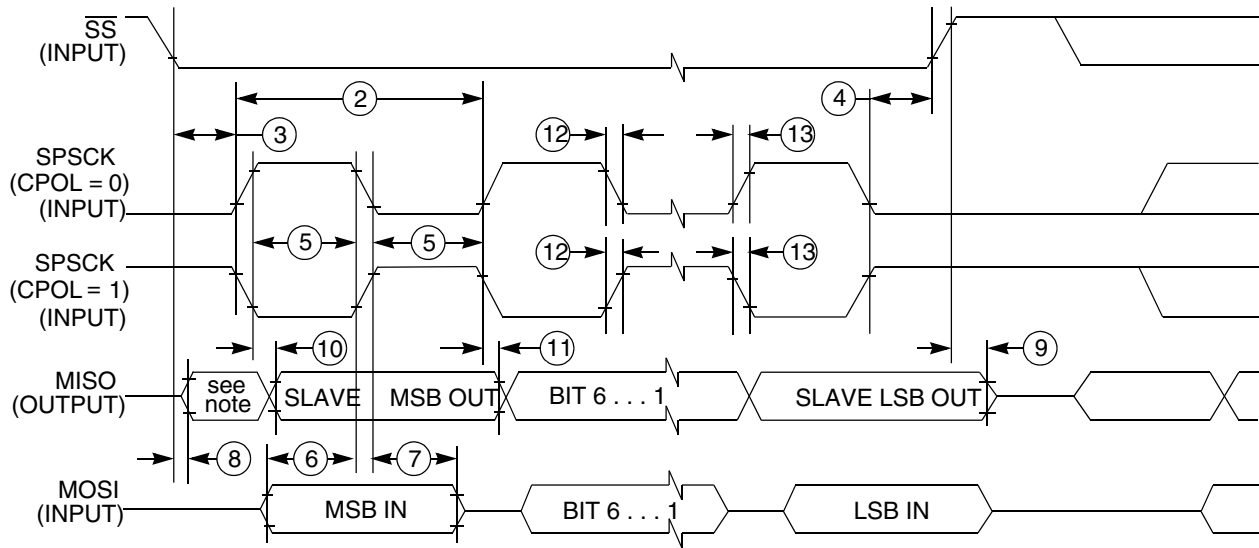 SS
(INPUT)
2
4
3
12
13
SPSCK
(CPOL = 0)
(INPUT)
5
5
12
13
SPSCK
(CPOL = 1)
(INPUT)
10
11
9
MISO
(OUTPUT)
see
note
SLAVE
MSB OUT
BIT 6 . . . 1
SLAVE LSB OUT
8
6
7
MOSI
(INPUT)
MSB IN
BIT 6 . . . 1
LSB IN